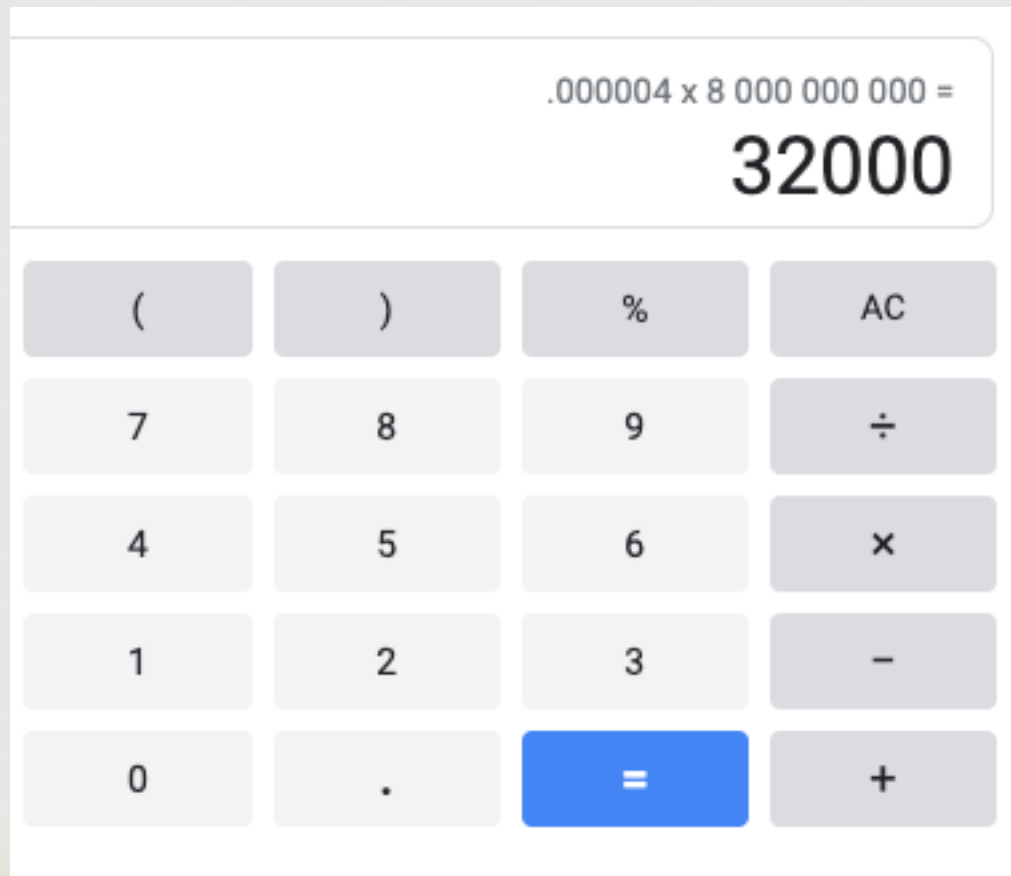 .000004 x 8 000 000 000 =
32000
( ) % AC
7 8 9 ÷
4 5 6 ×
1 2 3 −
0 . = +